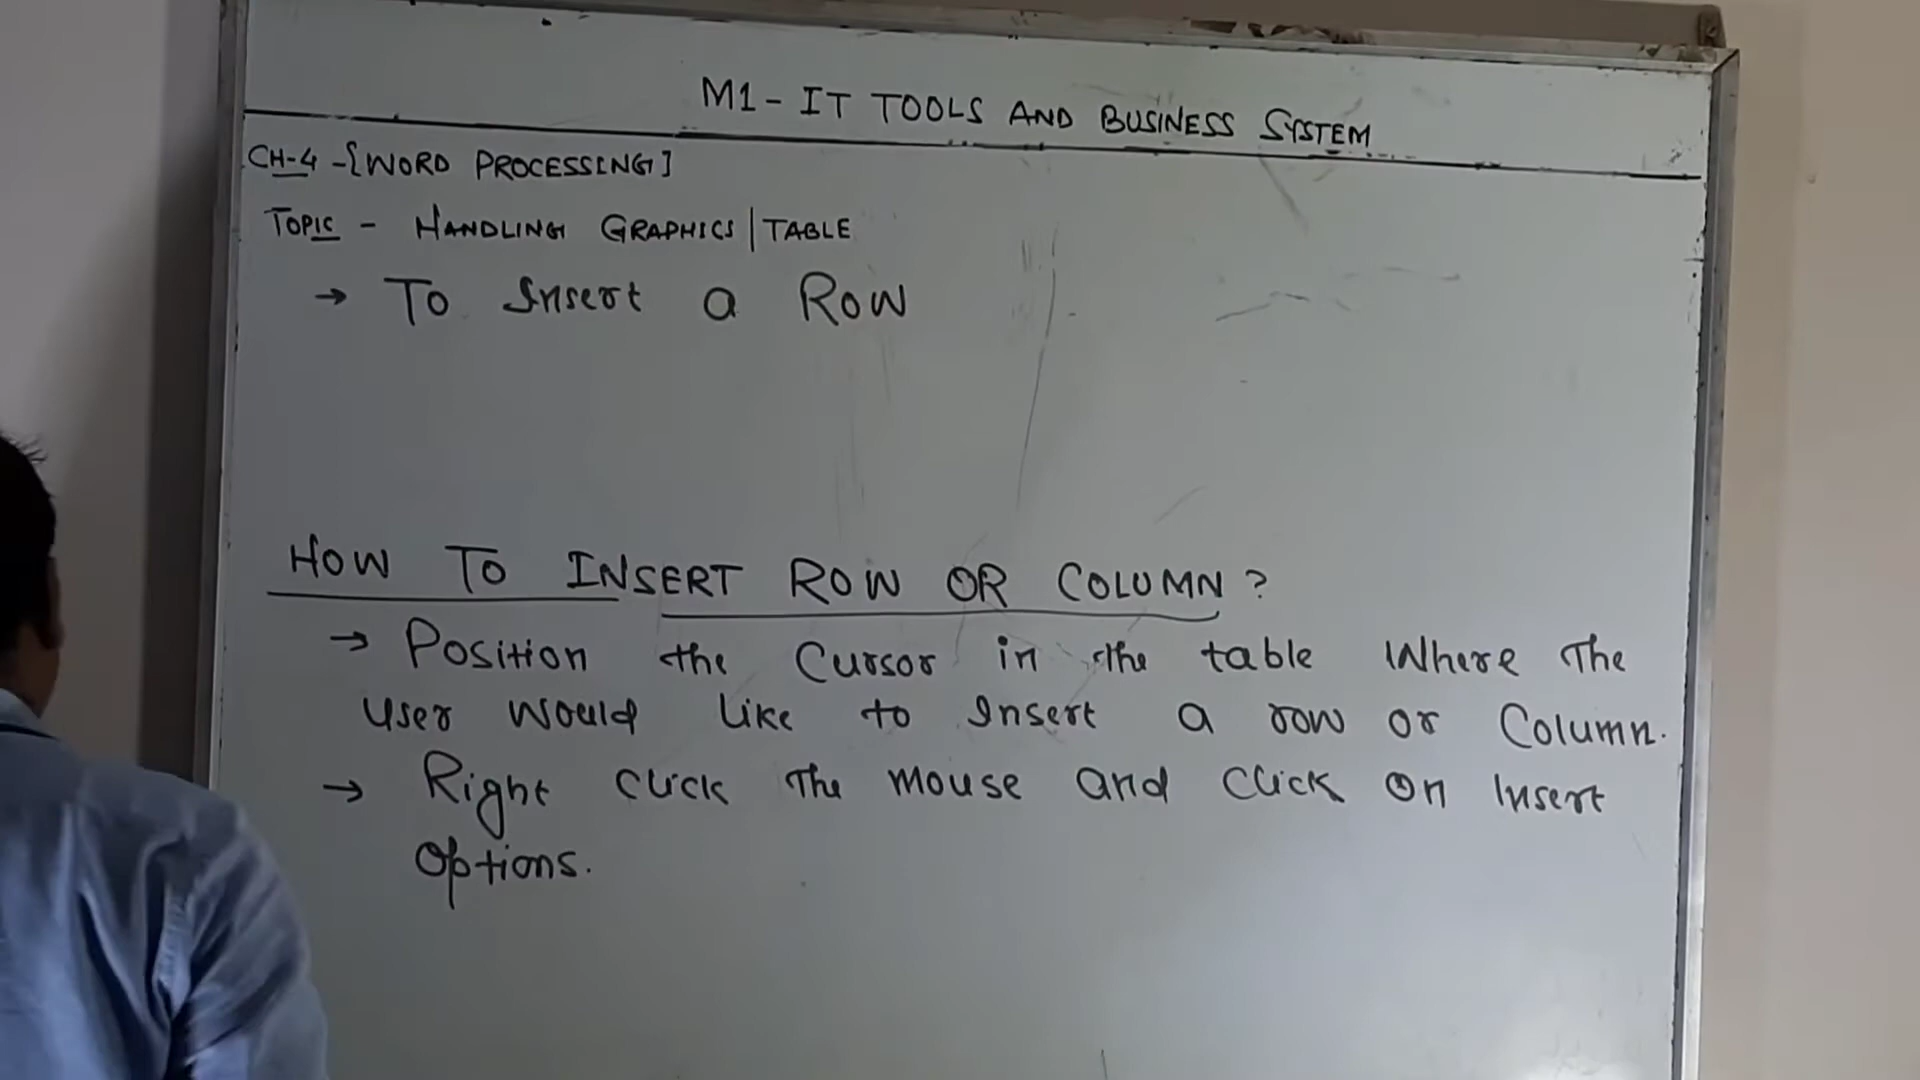 M1 - IT TOOLS AND BUSINESS SYSTEM
CH-4 - [WORD PROCESSING]
TOPIC - HANDLING GRAPHICS | TABLE
→ To Insert a Row
HOW TO INSERT ROW OR COLUMN ?
→ Position the Cursor in the table Where The
User Would Like to Insert a row or Column.
→ Right Click The Mouse and Click On Insert
Options.